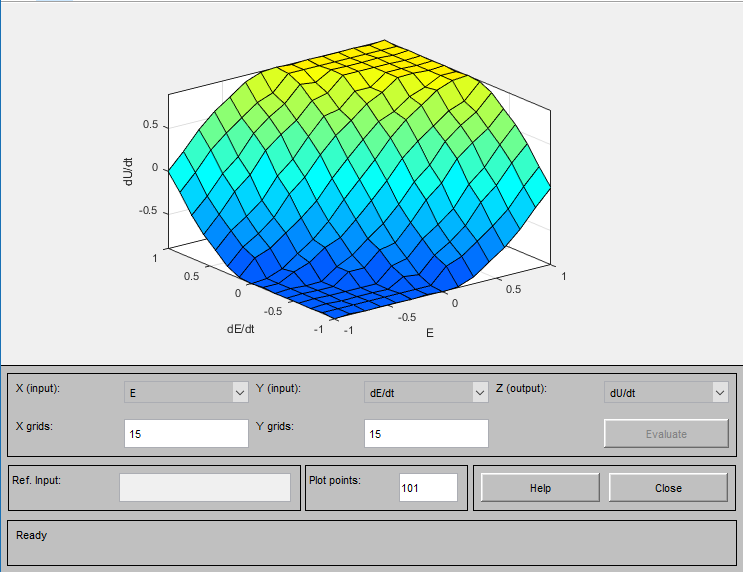 0.5
0
-0.5
dU/dt
1
0.5
0
-0.5
-1
dE/dt
-1
-0.5
0
0.5
1
E
X (input): E Y (input): dE/dt Z (output): dU/dt
X grids: 15 Y grids: 15 Evaluate
Ref. Input: Plot points: 101 Help Close
Ready